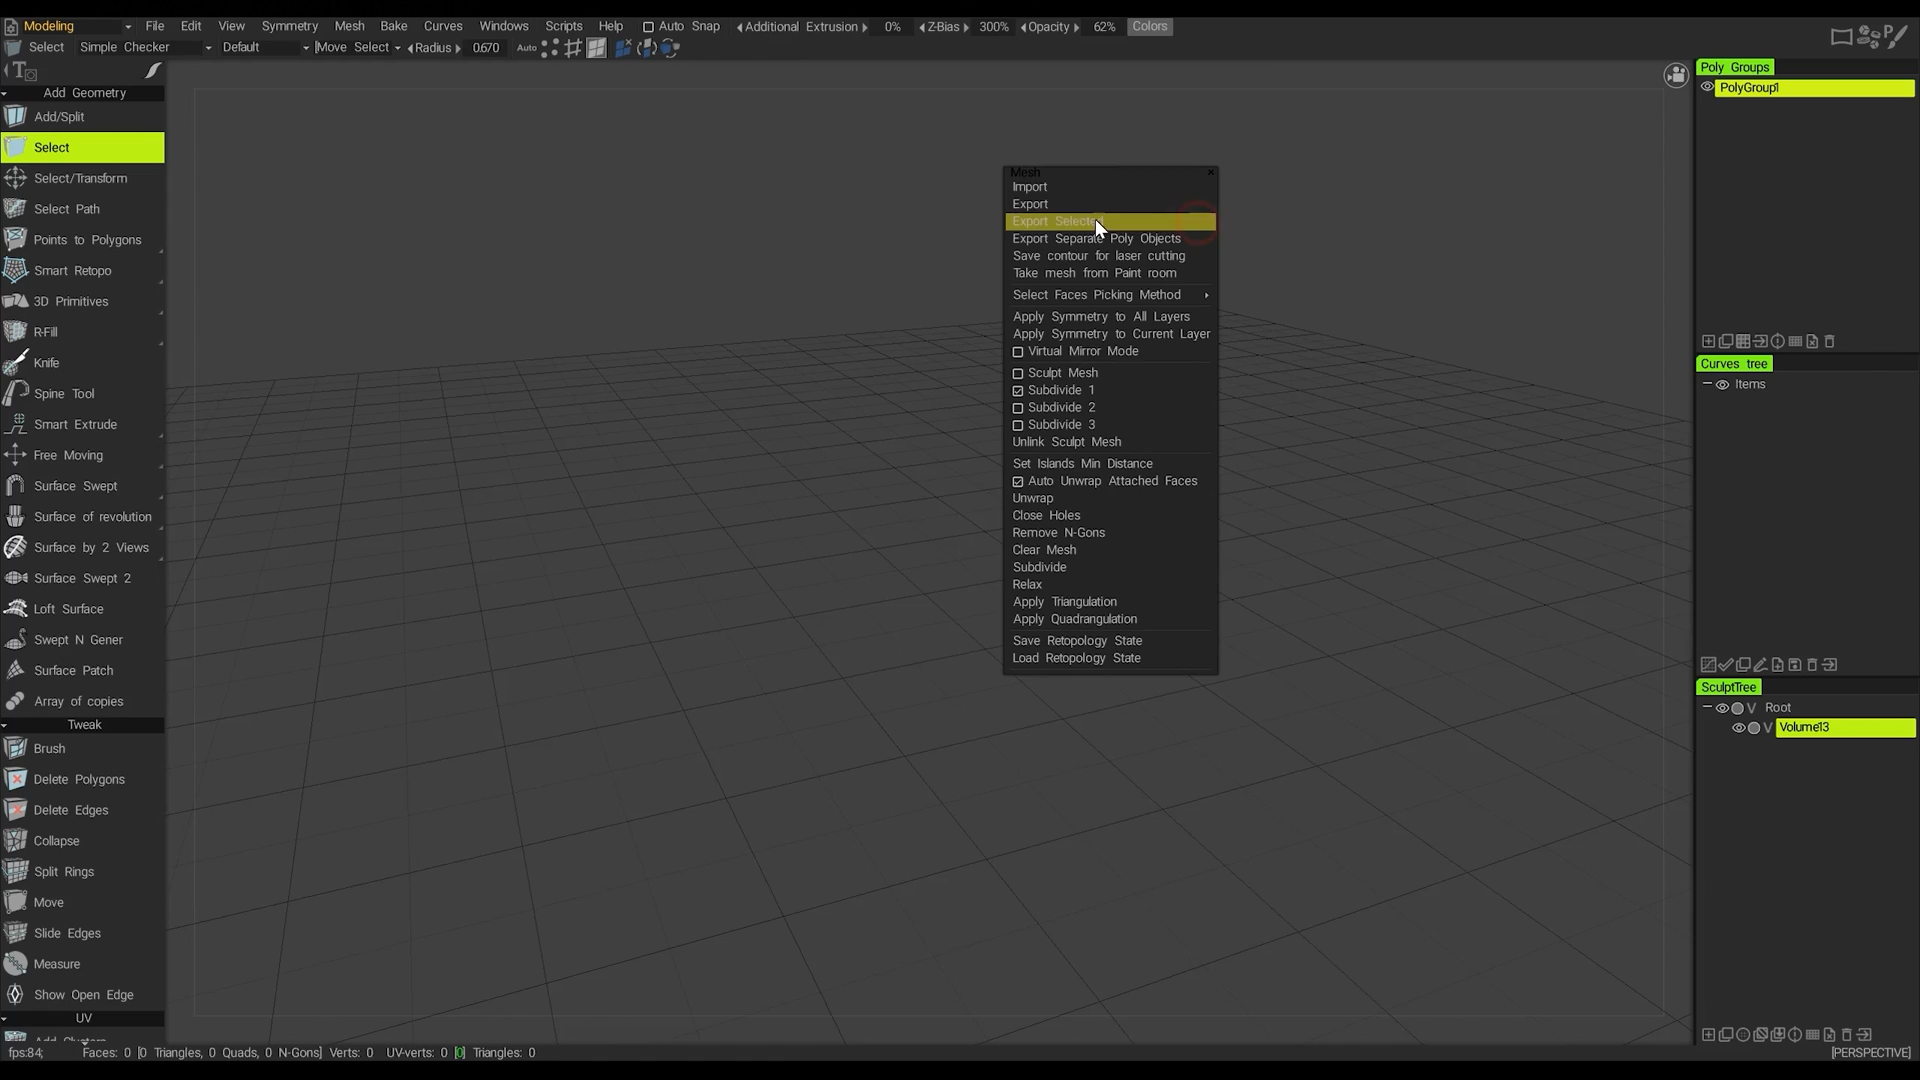 Modeling File Edit View Symmetry Mesh Bake Curves Windows Scripts Help Auto Snap Additional Extrusion 0% Z-Bias 300% Opacity 62% Colors
Select Simple Checker Default Move Select Radius 0.670 Auto
Add Geometry
Add/Split
Select
Select/Transform
Select Path
Points to Polygons
Smart Retopo
3D Primitives
R-Fill
Knife
Spine Tool
Smart Extrude
Free Moving
Surface Swept
Surface of revolution
Surface by 2 Views
Surface Swept 2
Loft Surface
Swept N Gener
Surface Patch
Array of copies
Tweak
Brush
Delete Polygons
Delete Edges
Collapse
Split Rings
Move
Slide Edges
Measure
Show Open Edge
UV
Mesh
Import
Export
Export Selected
Export Separate Poly Objects
Save contour for laser cutting
Take mesh from Paint room
Select Faces Picking Method
Apply Symmetry to All Layers
Apply Symmetry to Current Layer
Virtual Mirror Mode
Sculpt Mesh
Subdivide 1
Subdivide 2
Subdivide 3
Unlink Sculpt Mesh
Set Islands Min Distance
Auto Unwrap Attached Faces
Unwrap
Close Holes
Remove N-Gons
Clear Mesh
Subdivide
Relax
Apply Triangulation
Apply Quadrangulation
Save Retopology State
Load Retopology State
Poly Groups
PolyGroup1
Curves tree
Items
SculptTree
V Root
V Volume13
fps:84; Faces: 0 [0 Triangles, 0 Quads, 0 N-Gons] Verts: 0 UV-verts: 0 [0] Triangles: 0
[PERSPECTIVE]